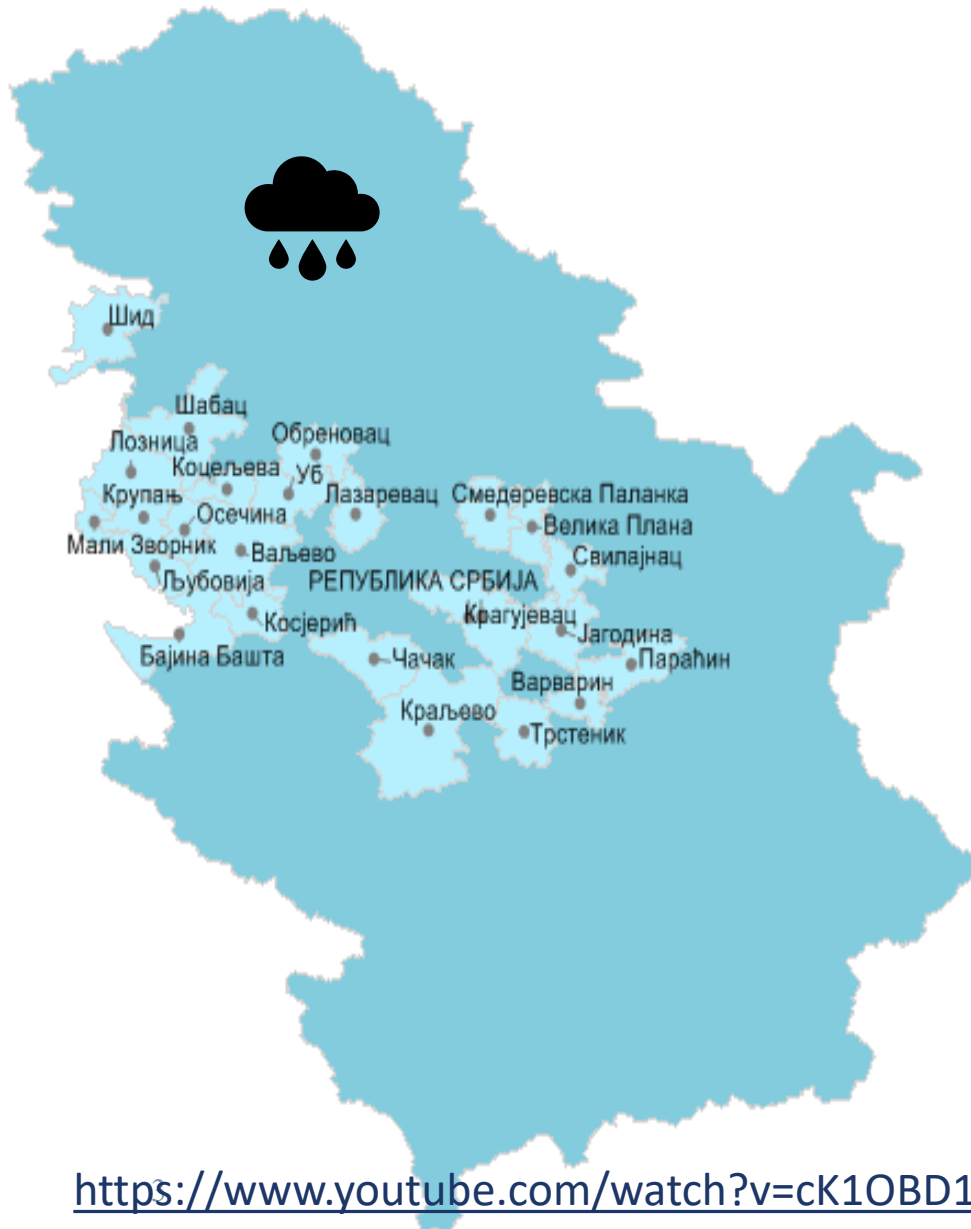 Шид
Шабац
Лозница
Обреновац
Коцељева
Уб
Крупањ
Лазаревац
Смедеревска Паланка
Осечина
Велика Плана
Мали Зворник
Ваљево
Свилајнац
Љубовија
РЕПУБЛИКА СРБИЈА
Косјерић
Крагујевац
Јагодина
Бајина Башта
Чачак
Параћин
Варварин
Краљево
Трстеник
3
https://www.youtube.com/watch?v=cK1OBD1